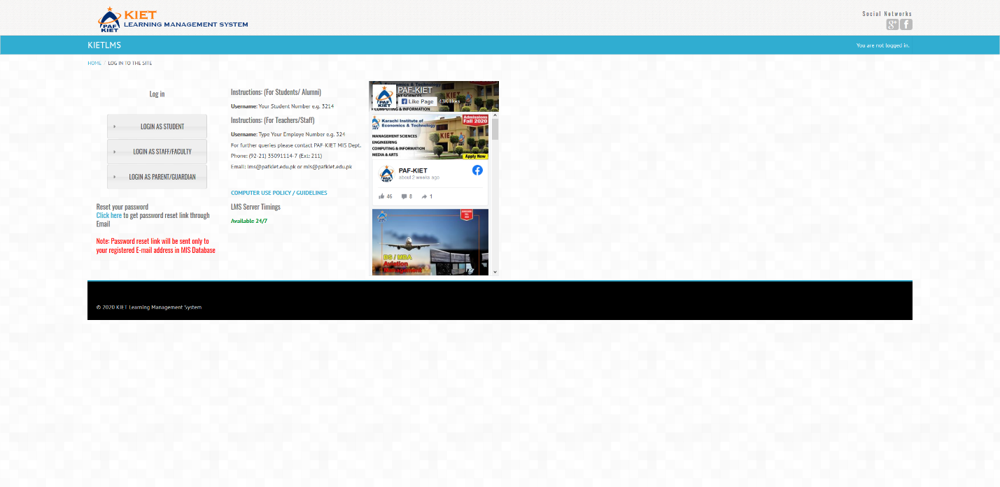 PAF
KIET
KIET
LEARNING MANAGEMENT SYSTEM
Social Networks
KIETLMS
You are not logged in.
HOME / LOG IN TO THE SITE
Log in
LOGIN AS STUDENT
LOGIN AS STAFF/FACULTY
LOGIN AS PARENT/GUARDIAN
Reset your password
Click here to get password reset link through
Email
Note: Password reset link will be sent only to
your registered E-mail address in MIS Database
Instructions: (For Students/ Alumni)
Username: Your Student Number e.g. 3214
Instructions: (For Teachers/Staff)
Username: Type Your Employe Number e.g. 324
For further queries please contact PAF-KIET MIS Dept.
Phone: (92-21) 35091114-7 (Ext: 211)
Email: ims@pafkiet.edu.pk or mis@pafkiet.edu.pk
COMPUTER USE POLICY / GUIDELINES
LMS Server Timings
Available 24/7
PAF-KIET
Like Page
43K likes
COMPUTING & INFORMATION
PAF
KIET
Karachi Institute of
Economics & Technology
Admissions
Fall 2020
KIET
MANAGEMENT SCIENCES
ENGINEERING
COMPUTING & INFORMATION
MEDIA & ARTS
Apply Now
PAF-KIET
about 2 weeks ago
46
8
1
BS / MBA
Aviation
Management
© 2020 KIET Learning Management System